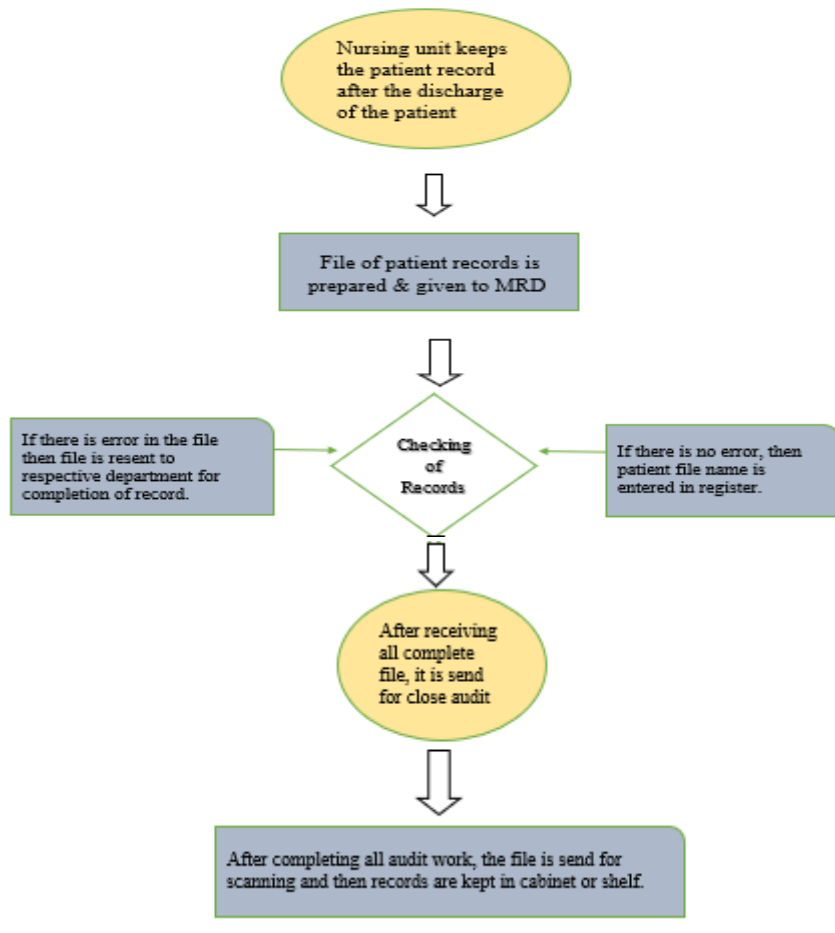 Nursing unit keeps
the patient record
after the discharge
of the patient
File of patient records is
prepared & given to MRD
If there is error in the file
then file is resent to
respective department for
completion of record.
Checking
of
Records
If there is no error, then
patient file name is
entered in register.
After receiving
all complete
file, it is send
for close audit
After completing all audit work, the file is send for
scanning and then records are kept in cabinet or shelf.